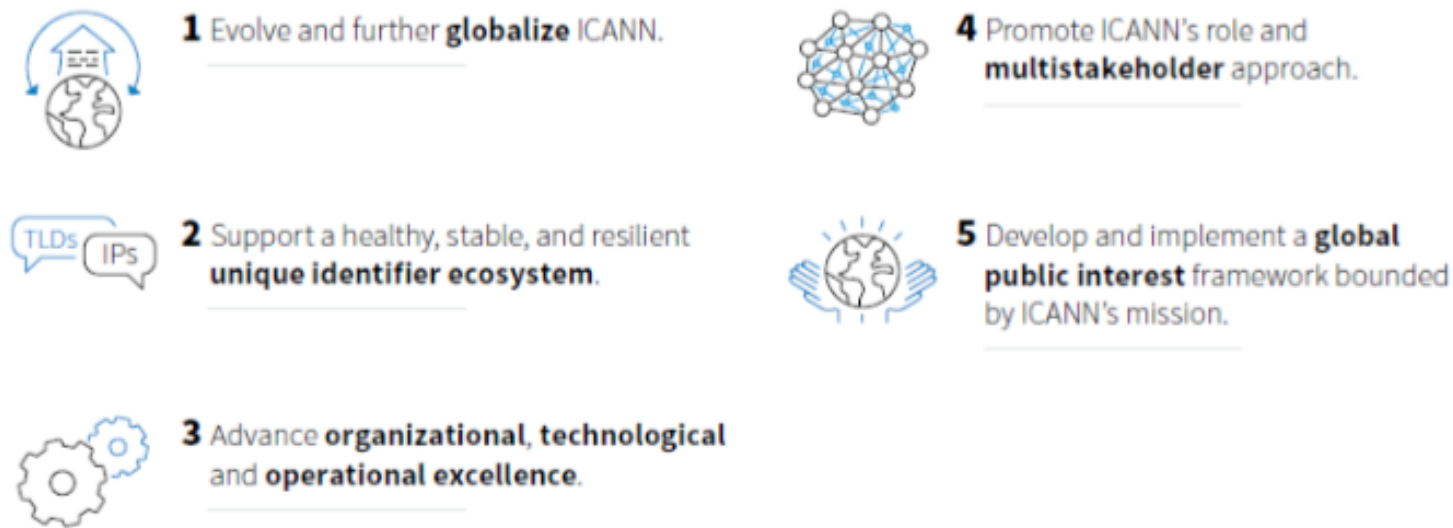 1 Evolve and further globalize ICANN.
TLDs
IPs
2 Support a healthy, stable, and resilient
unique identifier ecosystem.
3 Advance organizational, technological
and operational excellence.
4 Promote ICANN's role and
multistakeholder approach.
5 Develop and implement a global
public interest framework bounded
by ICANN's mission.